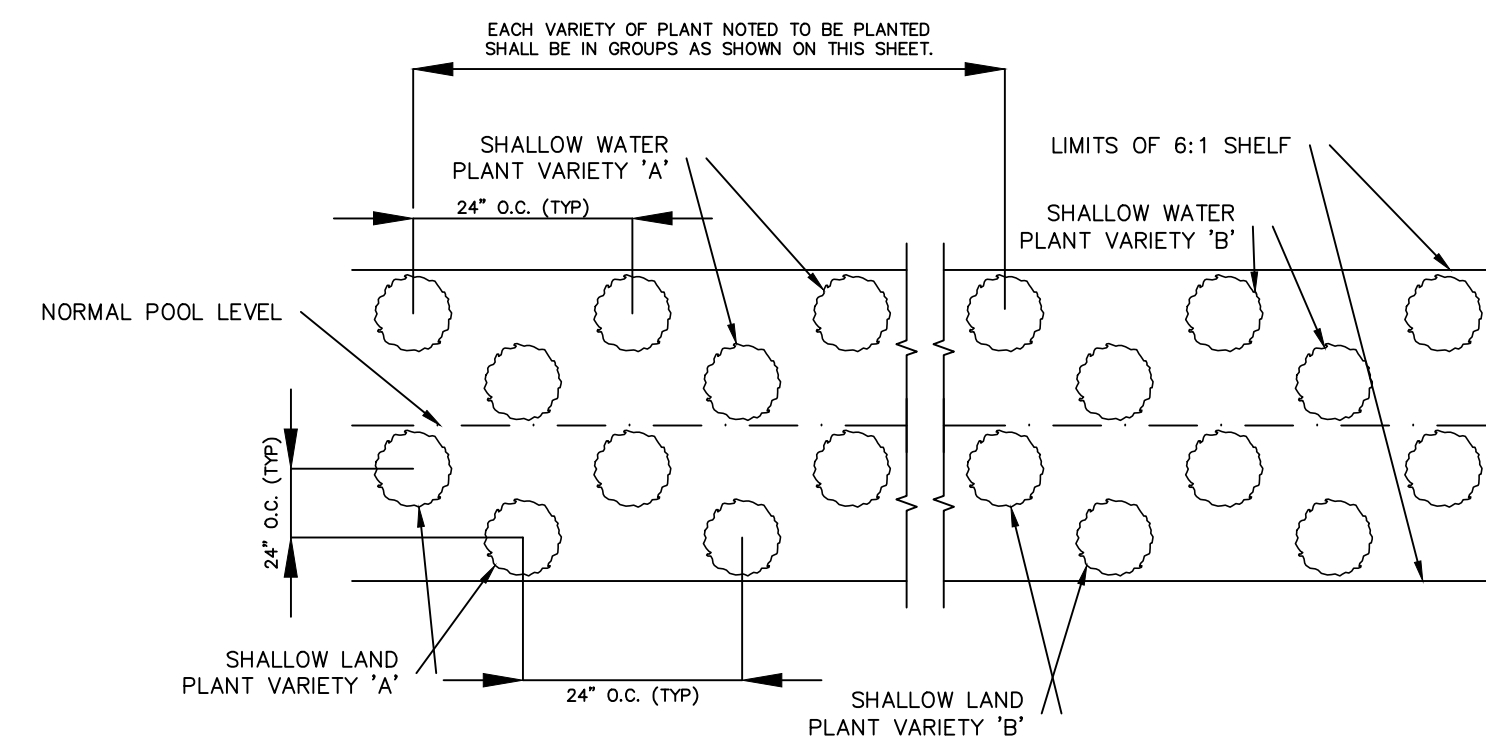 EACH VARIETY OF PLANT NOTED TO BE PLANTED
SHALL BE IN GROUPS AS SHOWN ON THIS SHEET.
SHALLOW WATER
PLANT VARIETY 'A'
24" O.C. (TYP)
LIMITS OF 6:1 SHELF
SHALLOW WATER
PLANT VARIETY 'B'
NORMAL POOL LEVEL
24" O.C. (TYP)
SHALLOW LAND
PLANT VARIETY 'A'
24" O.C. (TYP)
SHALLOW LAND
PLANT VARIETY 'B'